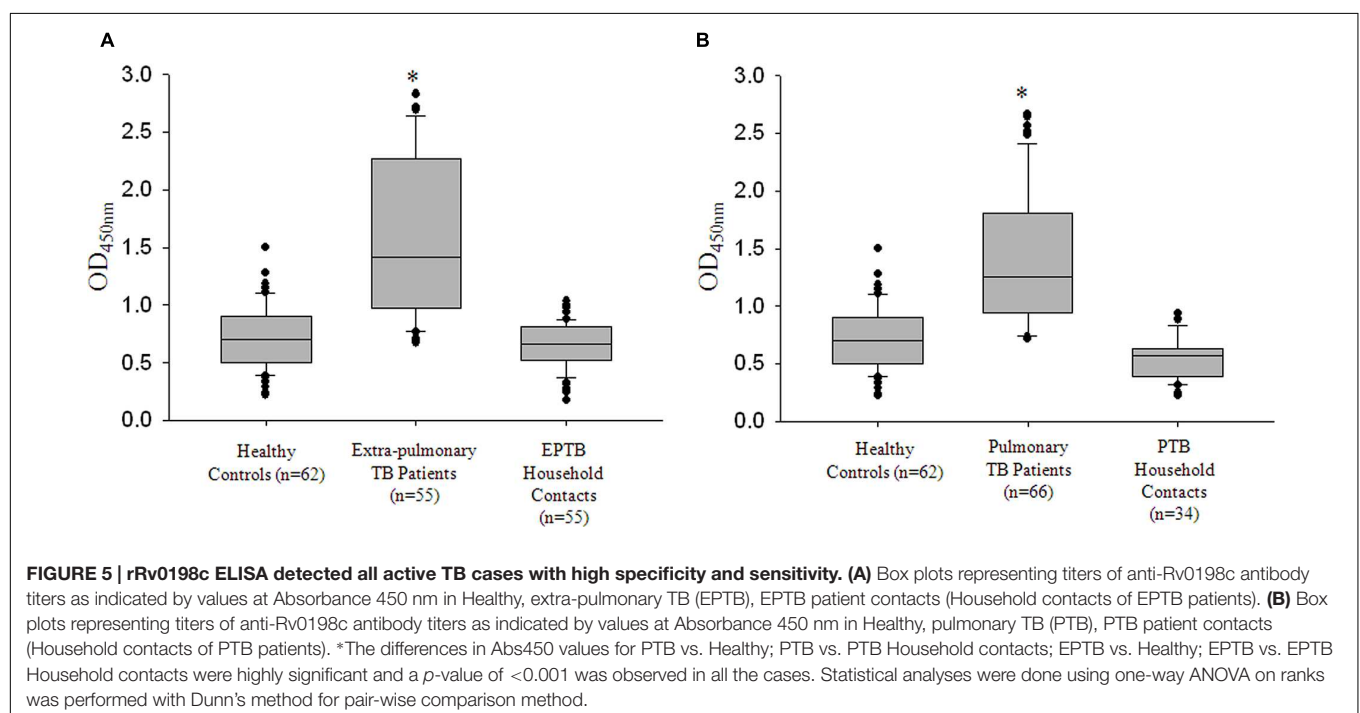 A
3.0
*
2.5
2.0
1.5
1.0
0.5
0.0
OD450nm
Healthy
Controls (n=62)
Extra-pulmonary
TB Patients
(n=55)
EPTB
Household
Contacts
(n=55)
B
3.0
*
2.5
2.0
1.5
1.0
0.5
0.0
OD450nm
Healthy
Controls (n=62)
Pulmonary
TB Patients
(n=66)
PTB
Household
Contacts
(n=34)
FIGURE 5 | rRv0198c ELISA detected all active TB cases with high specificity and sensitivity. (A) Box plots representing titers of anti-Rv0198c antibody
titers as indicated by values at Absorbance 450 nm in Healthy, extra-pulmonary TB (EPTB), EPTB patient contacts (Household contacts of EPTB patients). (B) Box
plots representing titers of anti-Rv0198c antibody titers as indicated by values at Absorbance 450 nm in Healthy, pulmonary TB (PTB), PTB patient contacts
(Household contacts of PTB patients). *The differences in Abs450 values for PTB vs. Healthy; PTB vs. PTB Household contacts; EPTB vs. Healthy; EPTB vs. EPTB
Household contacts were highly significant and a p-value of <0.001 was observed in all the cases. Statistical analyses were done using one-way ANOVA on ranks
was performed with Dunn's method for pair-wise comparison method.